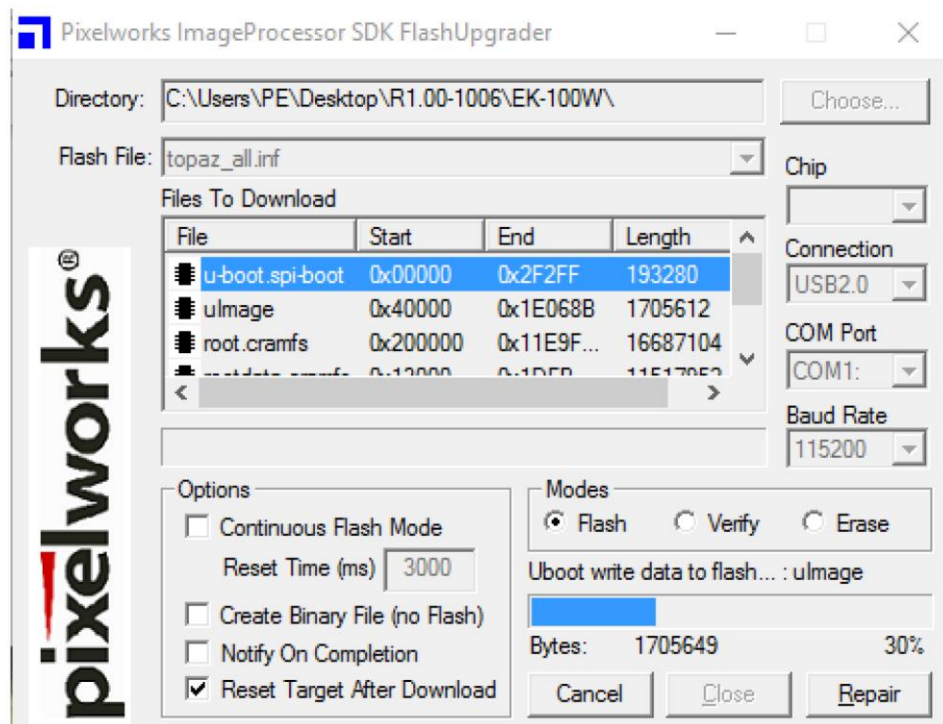 Pixelworks ImageProcessor SDK FlashUpgrader
Directory: C:\Users\PE\Desktop\R1.00-1006\EK-100W\ Choose...
Flash File: topaz_all.inf
Chip
Files To Download
File Start End Length
u-boot.spi-boot 0x00000 0x2F2FF 193280
uImage 0x40000 0x1E068B 1705612
root.cramfs 0x200000 0x11E9F... 16687104
Connection
USB2.0
COM Port
COM1:
Baud Rate
115200
pixelworks®
Options
Continuous Flash Mode
Reset Time (ms) 3000
Create Binary File (no Flash)
Notify On Completion
Reset Target After Download
Modes
Flash Verify Erase
Uboot write data to flash... : uImage
Bytes: 1705649 30%
Cancel Close Repair